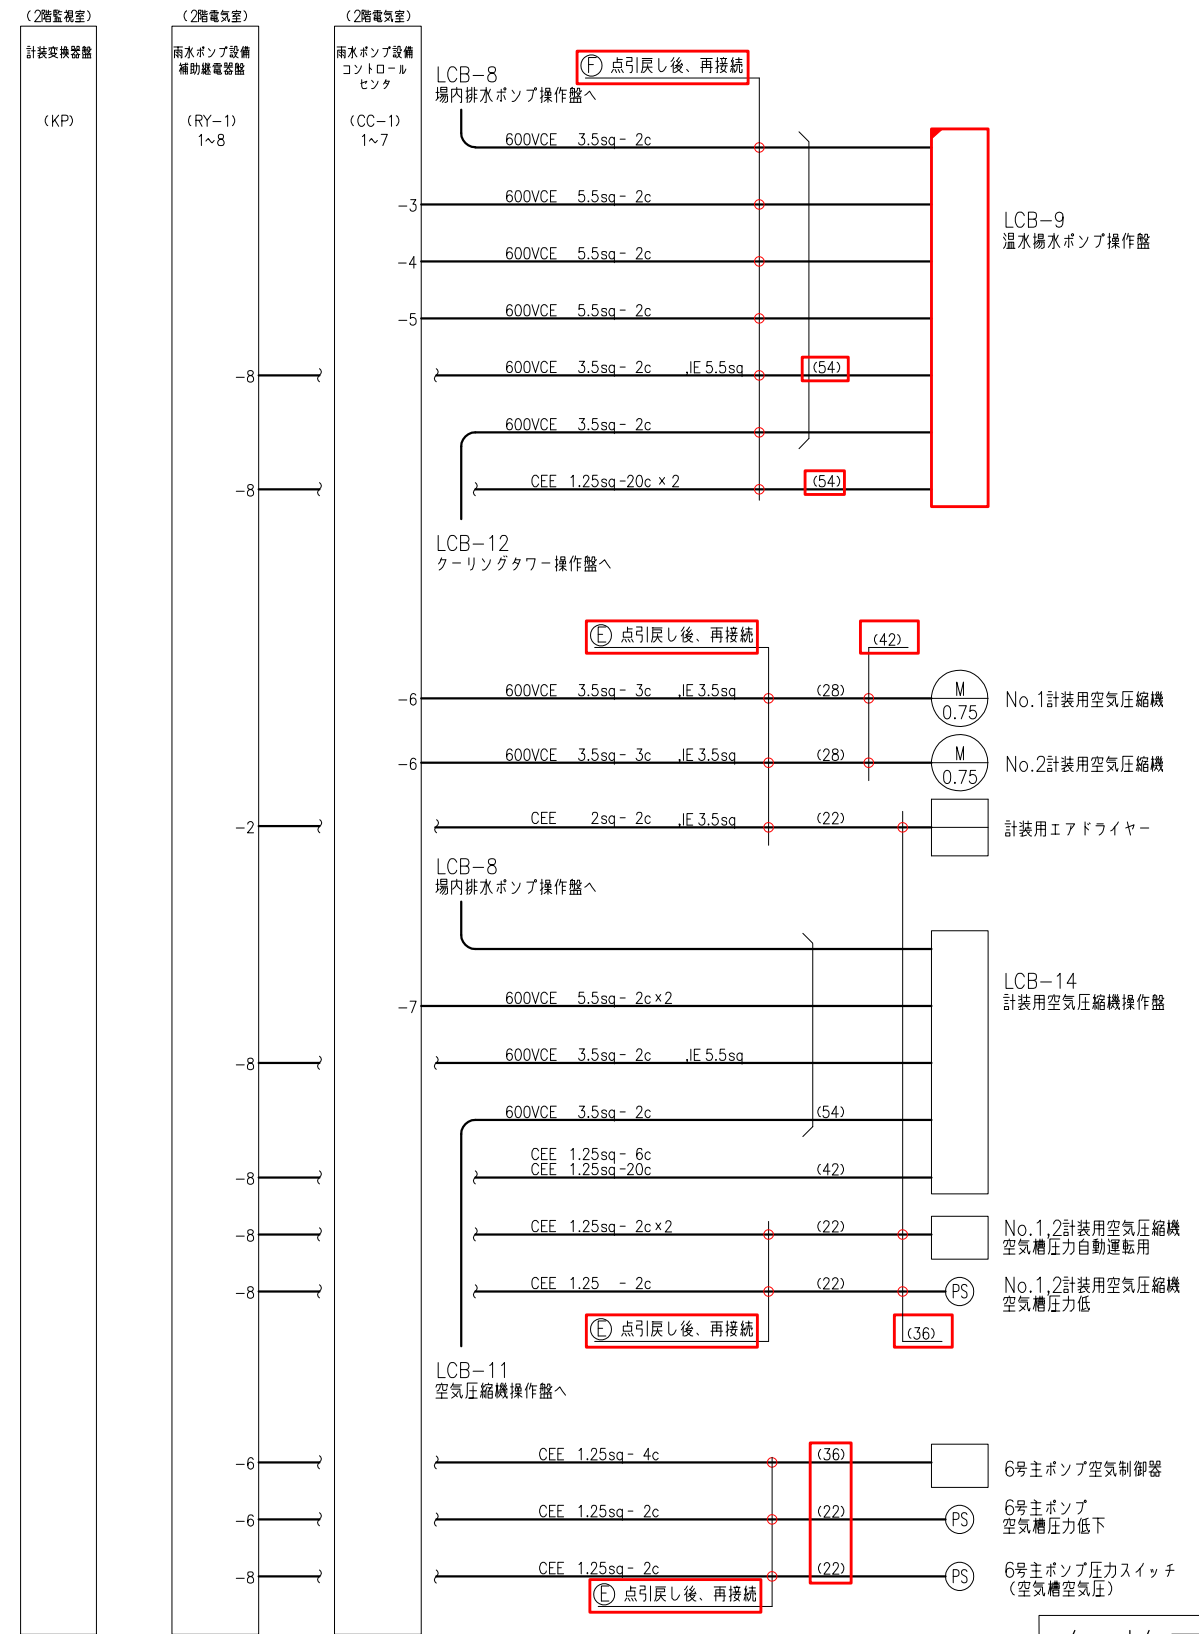 (2階監視室)
計装変換器盤
(KP)
(2階電気室)
雨水ポンプ設備
補助継電器盤
(RY-1)
1~8
(2階電気室)
雨水ポンプ設備
コントロール
センタ
(CC-1)
1~7
LCB-8
場内排水ポンプ操作盤へ
Ⓕ 点引戻し後、再接続
600VCE 3.5sq- 2c
-3 600VCE 5.5sq- 2c
LCB-9
温水揚水ポンプ操作盤
-4 600VCE 5.5sq- 2c
-5 600VCE 5.5sq- 2c
-8 600VCE 3.5sq- 2c ,IE 5.5sq (54)
600VCE 3.5sq- 2c
-8 CEE 1.25sq-20c × 2 (54)
LCB-12
クーリングタワー操作盤へ
Ⓔ 点引戻し後、再接続 (42)
-6 600VCE 3.5sq- 3c ,IE 3.5sq (28) M 0.75 No.1計装用空気圧縮機
-6 600VCE 3.5sq- 3c ,IE 3.5sq (28) M 0.75 No.2計装用空気圧縮機
-2 CEE 2sq- 2c ,IE 3.5sq (22) 計装用エアドライヤー
LCB-8
場内排水ポンプ操作盤へ
LCB-14
計装用空気圧縮機操作盤
-7 600VCE 5.5sq- 2c×2
-8 600VCE 3.5sq- 2c ,IE 5.5sq
600VCE 3.5sq- 2c (54)
CEE 1.25sq- 6c
-8 CEE 1.25sq-20c (42)
-8 CEE 1.25sq- 2c×2 (22) No.1,2計装用空気圧縮機
空気槽圧力自動運転用
-8 CEE 1.25 - 2c (22) PS No.1,2計装用空気圧縮機
空気槽圧力低
Ⓔ 点引戻し後、再接続 (36)
LCB-11
空気圧縮機操作盤へ
-6 CEE 1.25sq- 4c (36) 6号主ポンプ空気制御器
-6 CEE 1.25sq- 2c (22) PS 6号主ポンプ
空気槽圧力低下
-8 CEE 1.25sq- 2c (22) PS 6号主ポンプ圧力スイッチ
(空気槽空気圧)
Ⓔ 点引戻し後、再接続